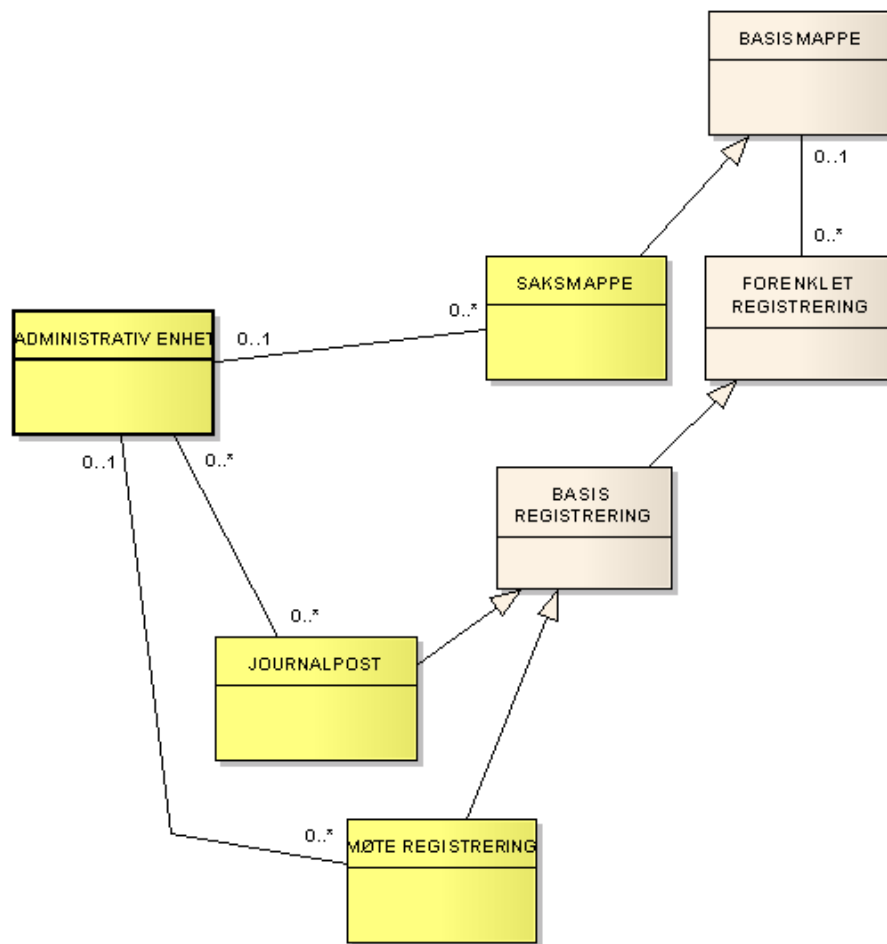 BASISMAPPE
0..1
0..*
SAKSMAPPE
FORENKLET
REGISTRERING
0..*
0..1
ADMINISTRATIV ENHET
0..1
0..*
BASIS
REGISTRERING
0..*
JOURNALPOST
0..*
MØTE REGISTRERING